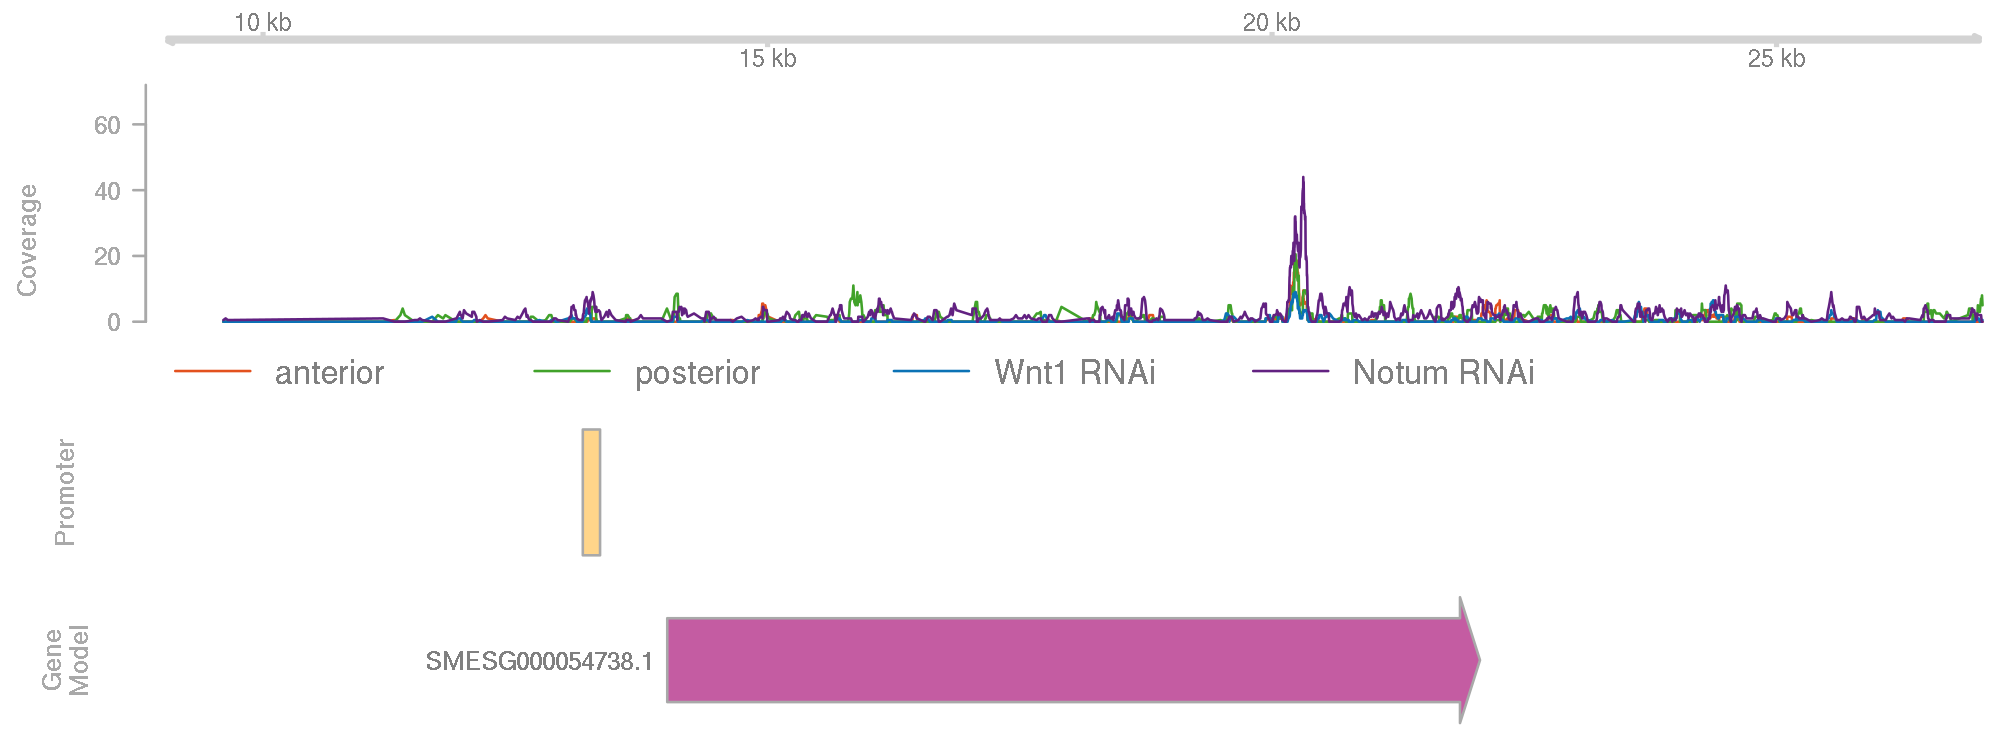 10 kb
20 kb
15 kb
25 kb
60
40
20
0
Coverage
anterior
posterior
Wnt1 RNAi
Notum RNAi
Promoter
Gene
Model
SMESG000054738.1